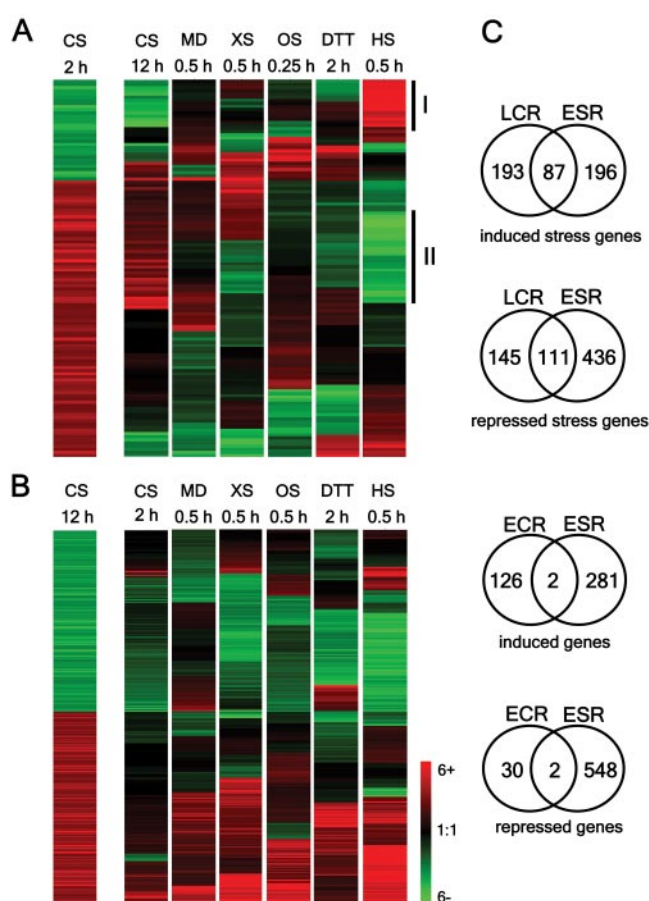 A
CS MD XS OS DTT HS
CS
2 h
12 h 0.5 h 0.5 h 0.25 h 2 h 0.5 h
I
II
B
CS CS MD XS OS DTT HS
12 h 2 h 0.5 h 0.5 h 0.25 h 2 h 0.5 h
6+
1:1
6-
C
LCR ESR
193 87 196
induced stress genes
LCR ESR
145 111 436
repressed stress genes
ECR ESR
126 2 281
induced genes
ECR ESR
30 2 548
repressed genes